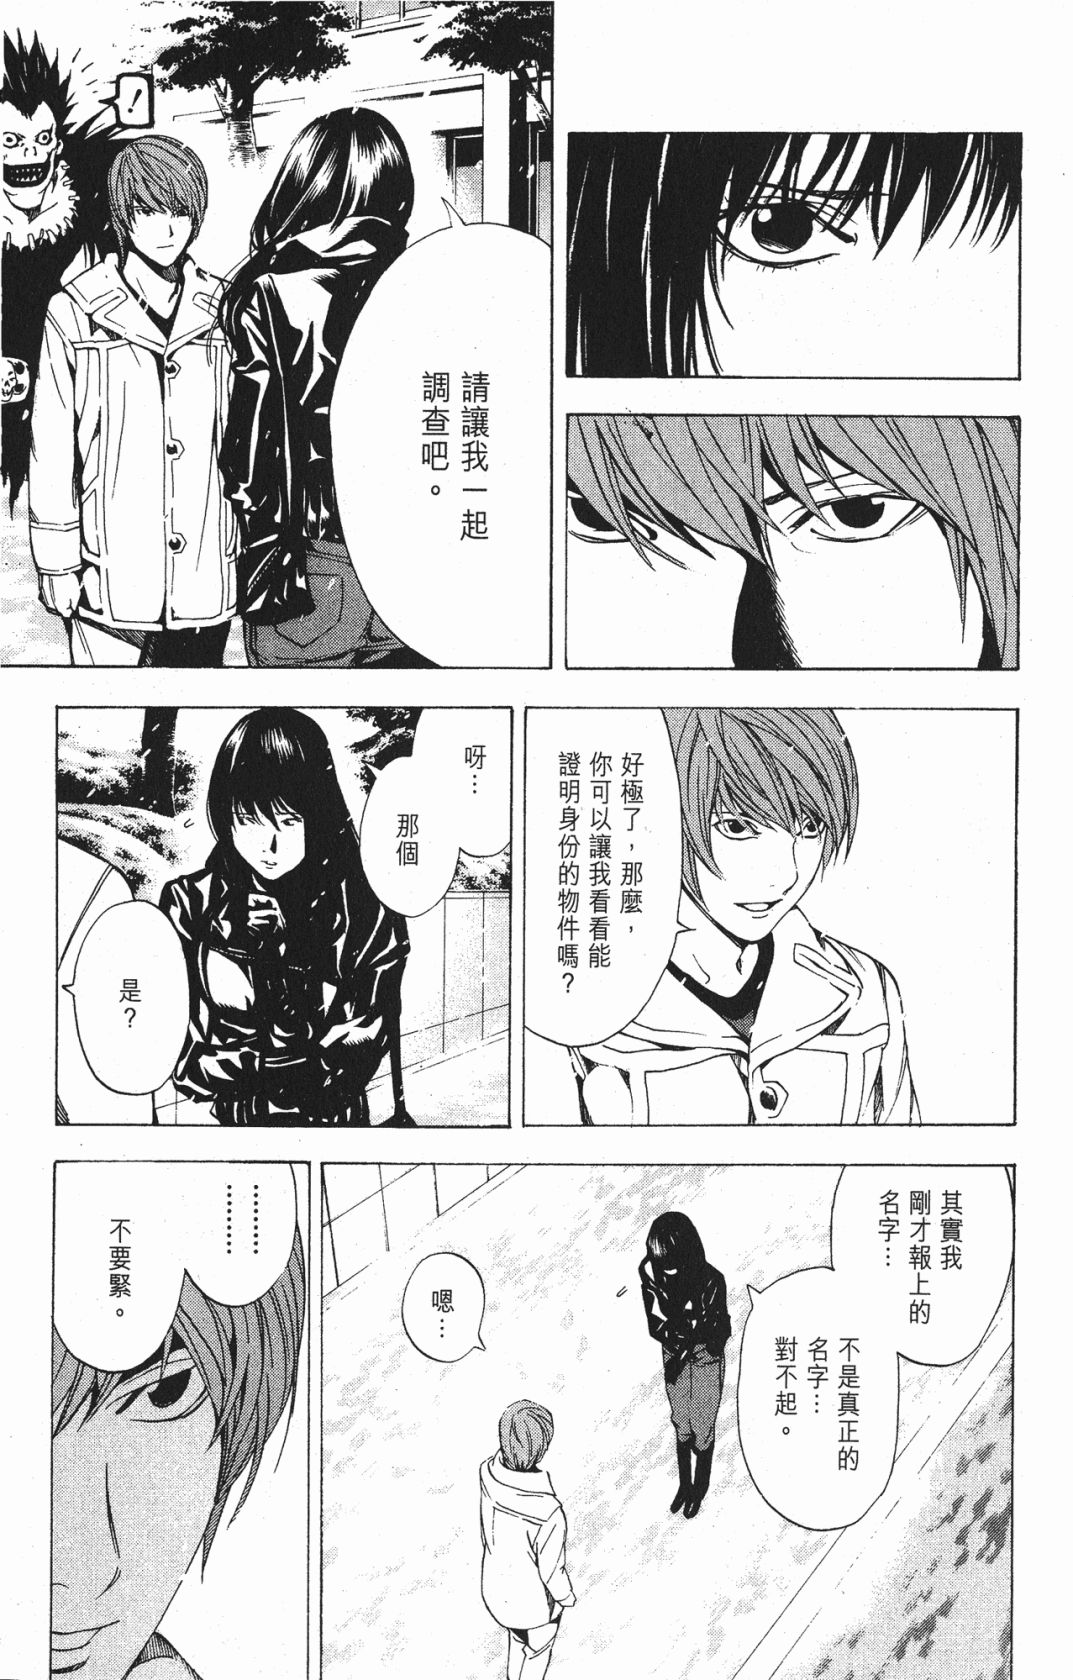 請讓我一起
調查吧。
！
好極了，那麼，
你可以讓我看看能
證明身份的物件嗎？
呀…
那個
是？
其實我
剛才報上的
名字…
不是真正的
名字…
對不起。
嗯…
………
………
不要緊。